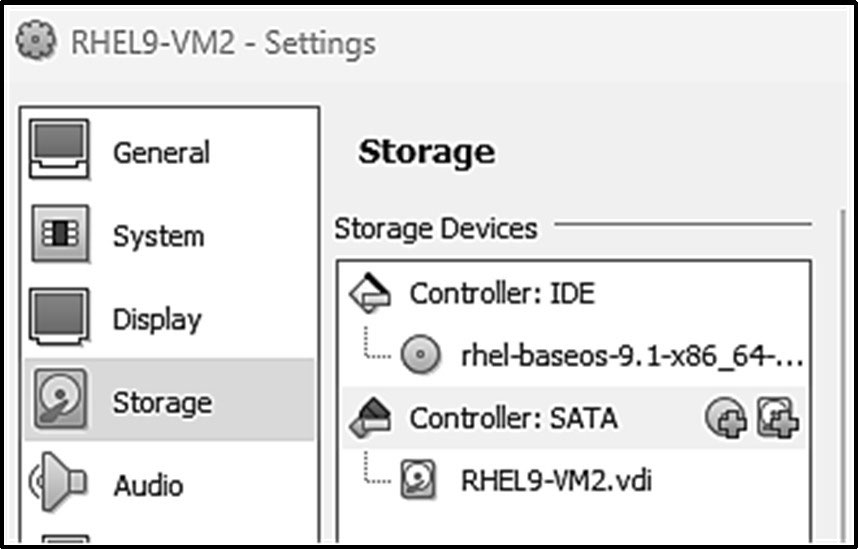 RHEL9-VM2 - Settings
General
System
Display
Storage
Audio
Storage
Storage Devices
Controller: IDE
rhel-baseos-9.1-x86_64-...
Controller: SATA
RHEL9-VM2.vdi